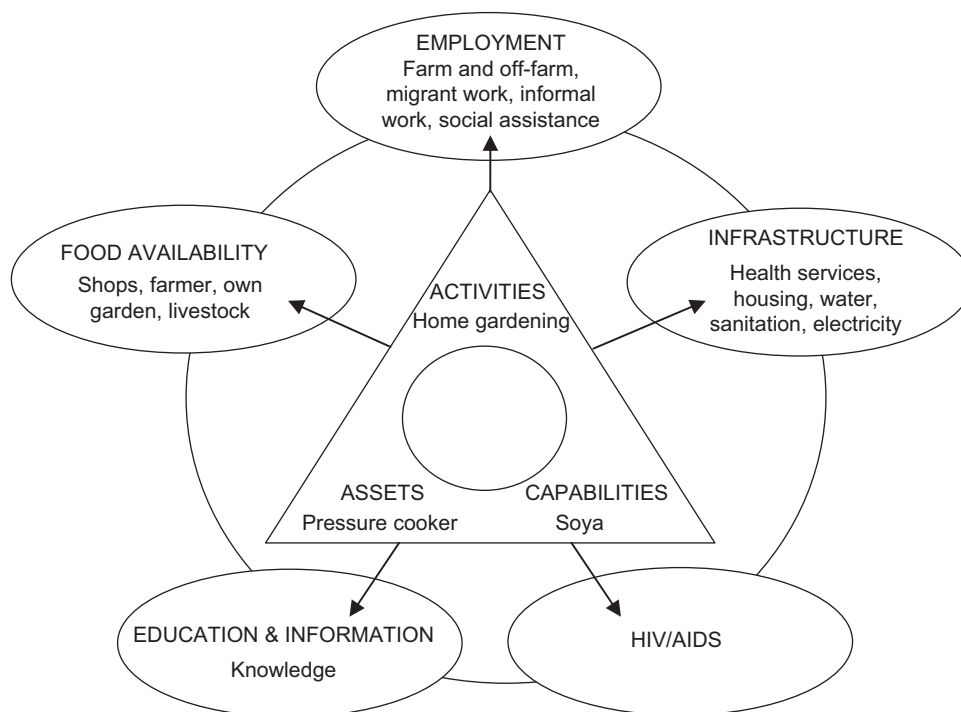 EMPLOYMENT
Farm and off-farm,
migrant work, informal
work, social assistance
FOOD AVAILABILITY
Shops, farmer, own
garden, livestock
INFRASTRUCTURE
Health services,
housing, water,
sanitation, electricity
ACTIVITIES
Home gardening
ASSETS
Pressure cooker
CAPABILITIES
Soya
EDUCATION & INFORMATION
Knowledge
HIV/AIDS